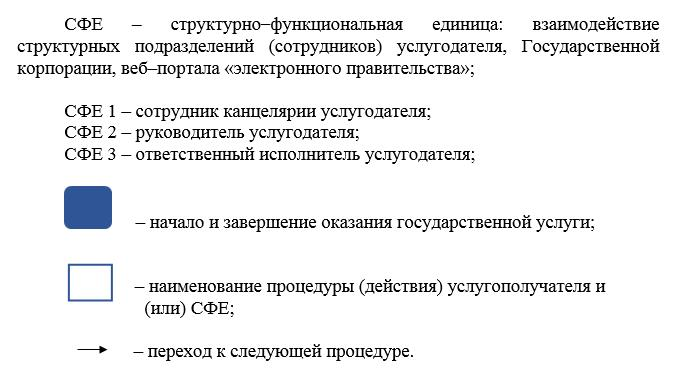 СФЕ – структурно–функциональная единица: взаимодействие
структурных подразделений (сотрудников) услугодателя, Государственной
корпорации, веб–портала «электронного правительства»;
СФЕ 1 – сотрудник канцелярии услугодателя;
СФЕ 2 – руководитель услугодателя;
СФЕ 3 – ответственный исполнитель услугодателя;
– начало и завершение оказания государственной услуги;
– наименование процедуры (действия) услугополучателя и
(или) СФЕ;
– переход к следующей процедуре.